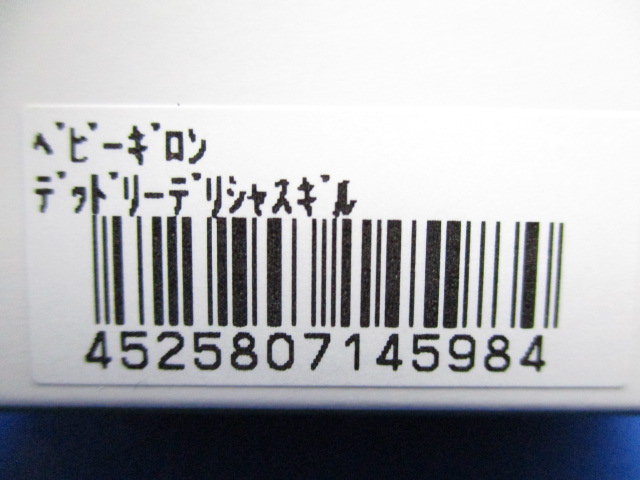 ﾍﾞﾋﾞｰｷﾞﾛﾝ
ﾃﾞｯﾄﾞﾘｰﾃﾞﾘｼｬｽｷﾞﾙ
4525807145984